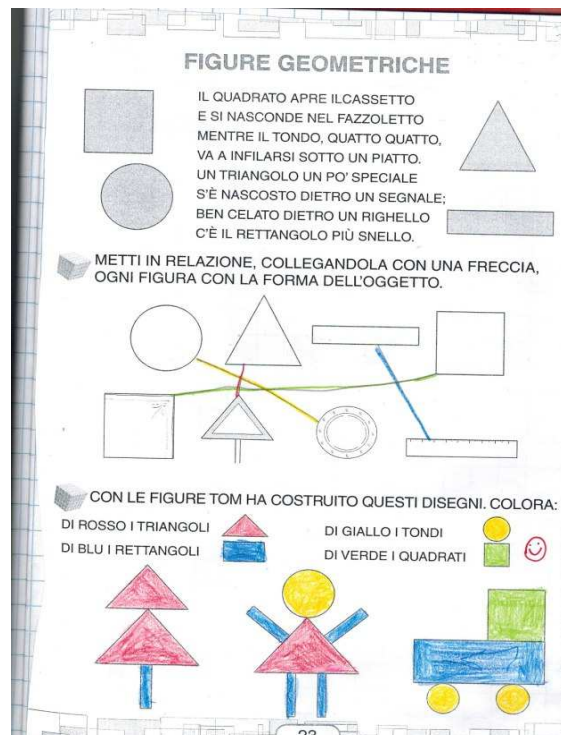 FIGURE GEOMETRICHE
IL QUADRATO APRE ILCASSETTO
E SI NASCONDE NEL FAZZOLETTO
MENTRE IL TONDO, QUATTO QUATTO,
VA A INFILARSI SOTTO UN PIATTO.
UN TRIANGOLO UN PO' SPECIALE
S'È NASCOSTO DIETRO UN SEGNALE;
BEN CELATO DIETRO UN RIGHELLO
C'È IL RETTANGOLO PIÙ SNELLO.
METTI IN RELAZIONE, COLLEGANDOLA CON UNA FRECCIA,
OGNI FIGURA CON LA FORMA DELL'OGGETTO.
CON LE FIGURE TOM HA COSTRUITO QUESTI DISEGNI. COLORA:
DI ROSSO I TRIANGOLI
DI BLU I RETTANGOLI
DI GIALLO I TONDI
DI VERDE I QUADRATI
23